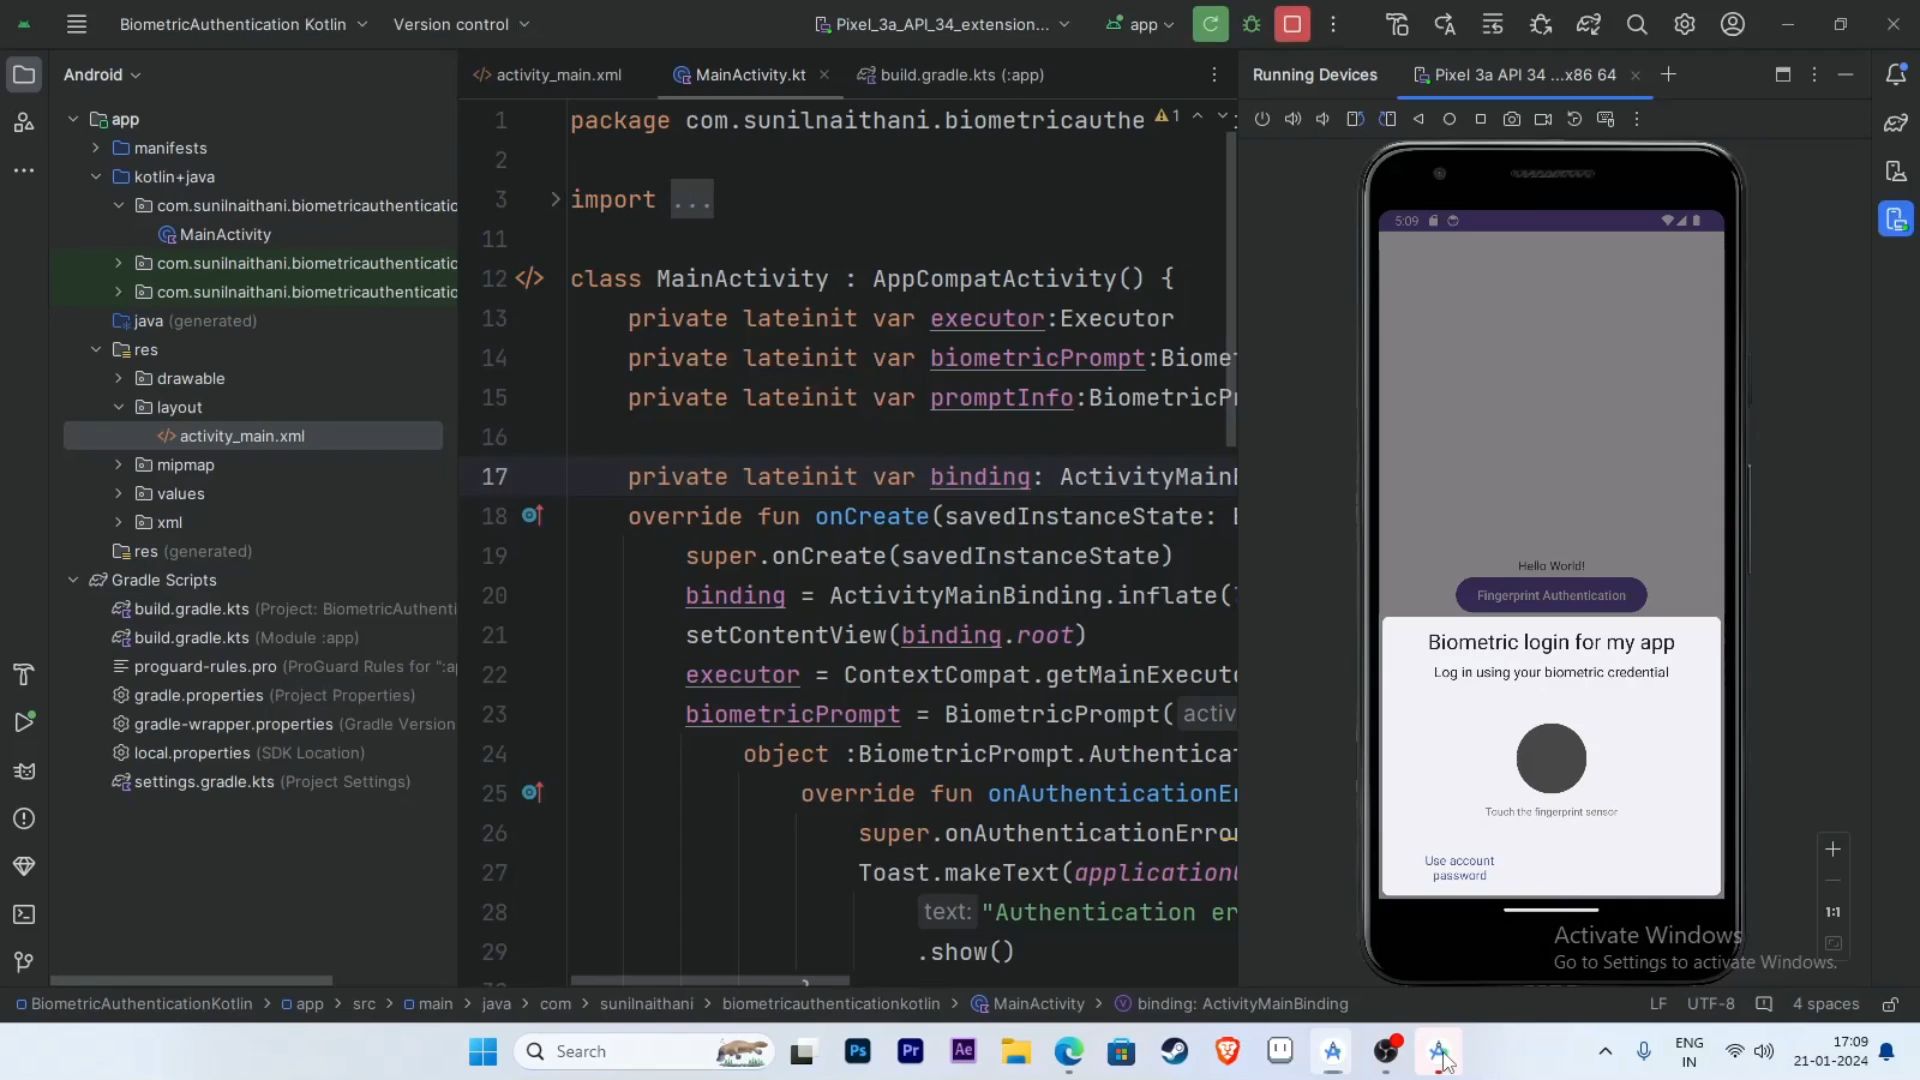 BiometricAuthentication Kotlin
Version control
Pixel_3a_API_34_extension...
app
Android
activity_main.xml
MainActivity.kt
build.gradle.kts (:app)
Running Devices
Pixel 3a API 34 ...x86 64
app
manifests
kotlin+java
com.sunilnaithani.biometricauthenticatio
MainActivity
com.sunilnaithani.biometricauthenticatio
com.sunilnaithani.biometricauthenticatio
java (generated)
res
drawable
layout
activity_main.xml
mipmap
values
xml
res (generated)
Gradle Scripts
build.gradle.kts (Project: BiometricAuthenti
build.gradle.kts (Module :app)
proguard-rules.pro (ProGuard Rules for ":a
gradle.properties (Project Properties)
gradle-wrapper.properties (Gradle Version
local.properties (SDK Location)
settings.gradle.kts (Project Settings)
1 package com.sunilnaithani.biometricauthe 1
2
3 import ...
11
12 class MainActivity : AppCompatActivity() {
13 private lateinit var executor:Executor
14 private lateinit var biometricPrompt:Biome
15 private lateinit var promptInfo:BiometricP
16
17 private lateinit var binding: ActivityMain
18 override fun onCreate(savedInstanceState:
19 super.onCreate(savedInstanceState)
20 binding = ActivityMainBinding.inflate(
21 setContentView(binding.root)
22 executor = ContextCompat.getMainExecut
23 biometricPrompt = BiometricPrompt( activ
24 object :BiometricPrompt.Authentica
25 override fun onAuthenticationE
26 super.onAuthenticationErro
27 Toast.makeText(application
28 text: "Authentication er
29 .show()
5:09
Hello World!
Fingerprint Authentication
Biometric login for my app
Log in using your biometric credential
Touch the fingerprint sensor
Use account
password
1:1
Activate Windows
Go to Settings to activate Windows.
BiometricAuthenticationKotlin > app > src > main > java > com > sunilnaithani > biometricauthenticationkotlin > MainActivity > binding: ActivityMainBinding
LF UTF-8 4 spaces
Search
Ps
Pr
Ae
ENG
IN
17:09
21-01-2024